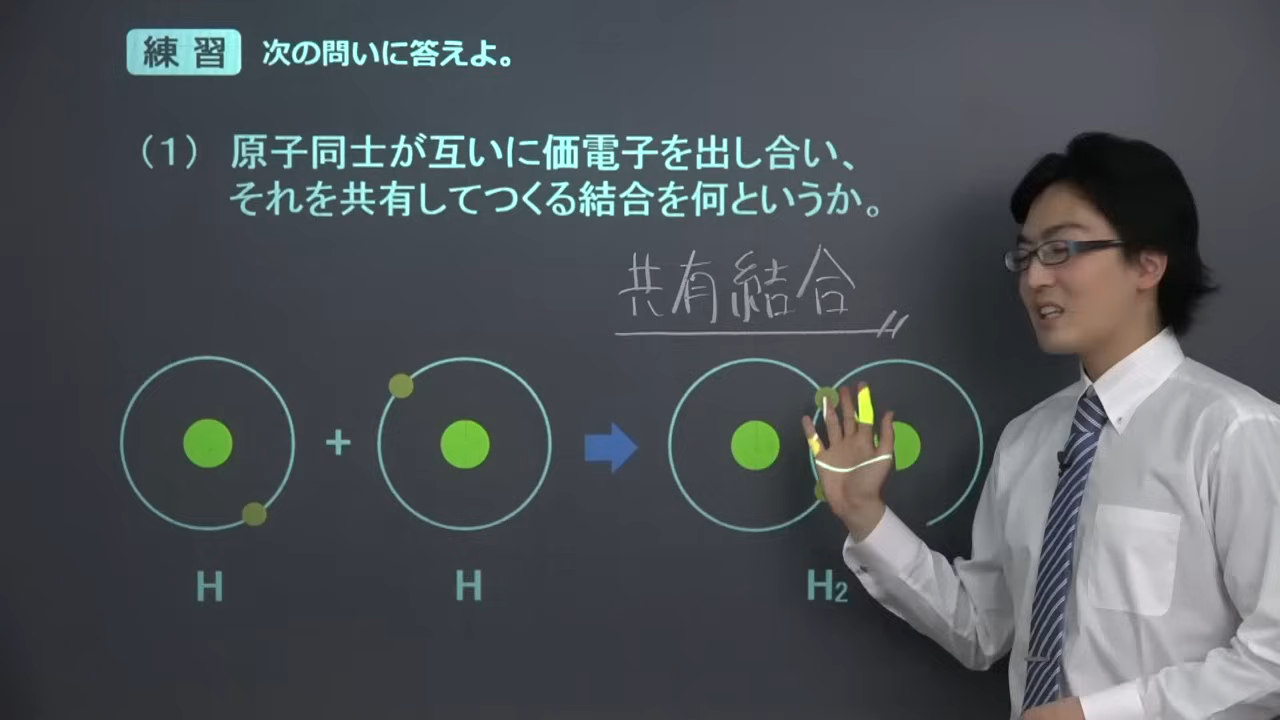 練習 次の問いに答えよ。
(1) 原子同士が互いに価電子を出し合い、
それを共有してつくる結合を何というか。
共有結合
+
H
H
H₂